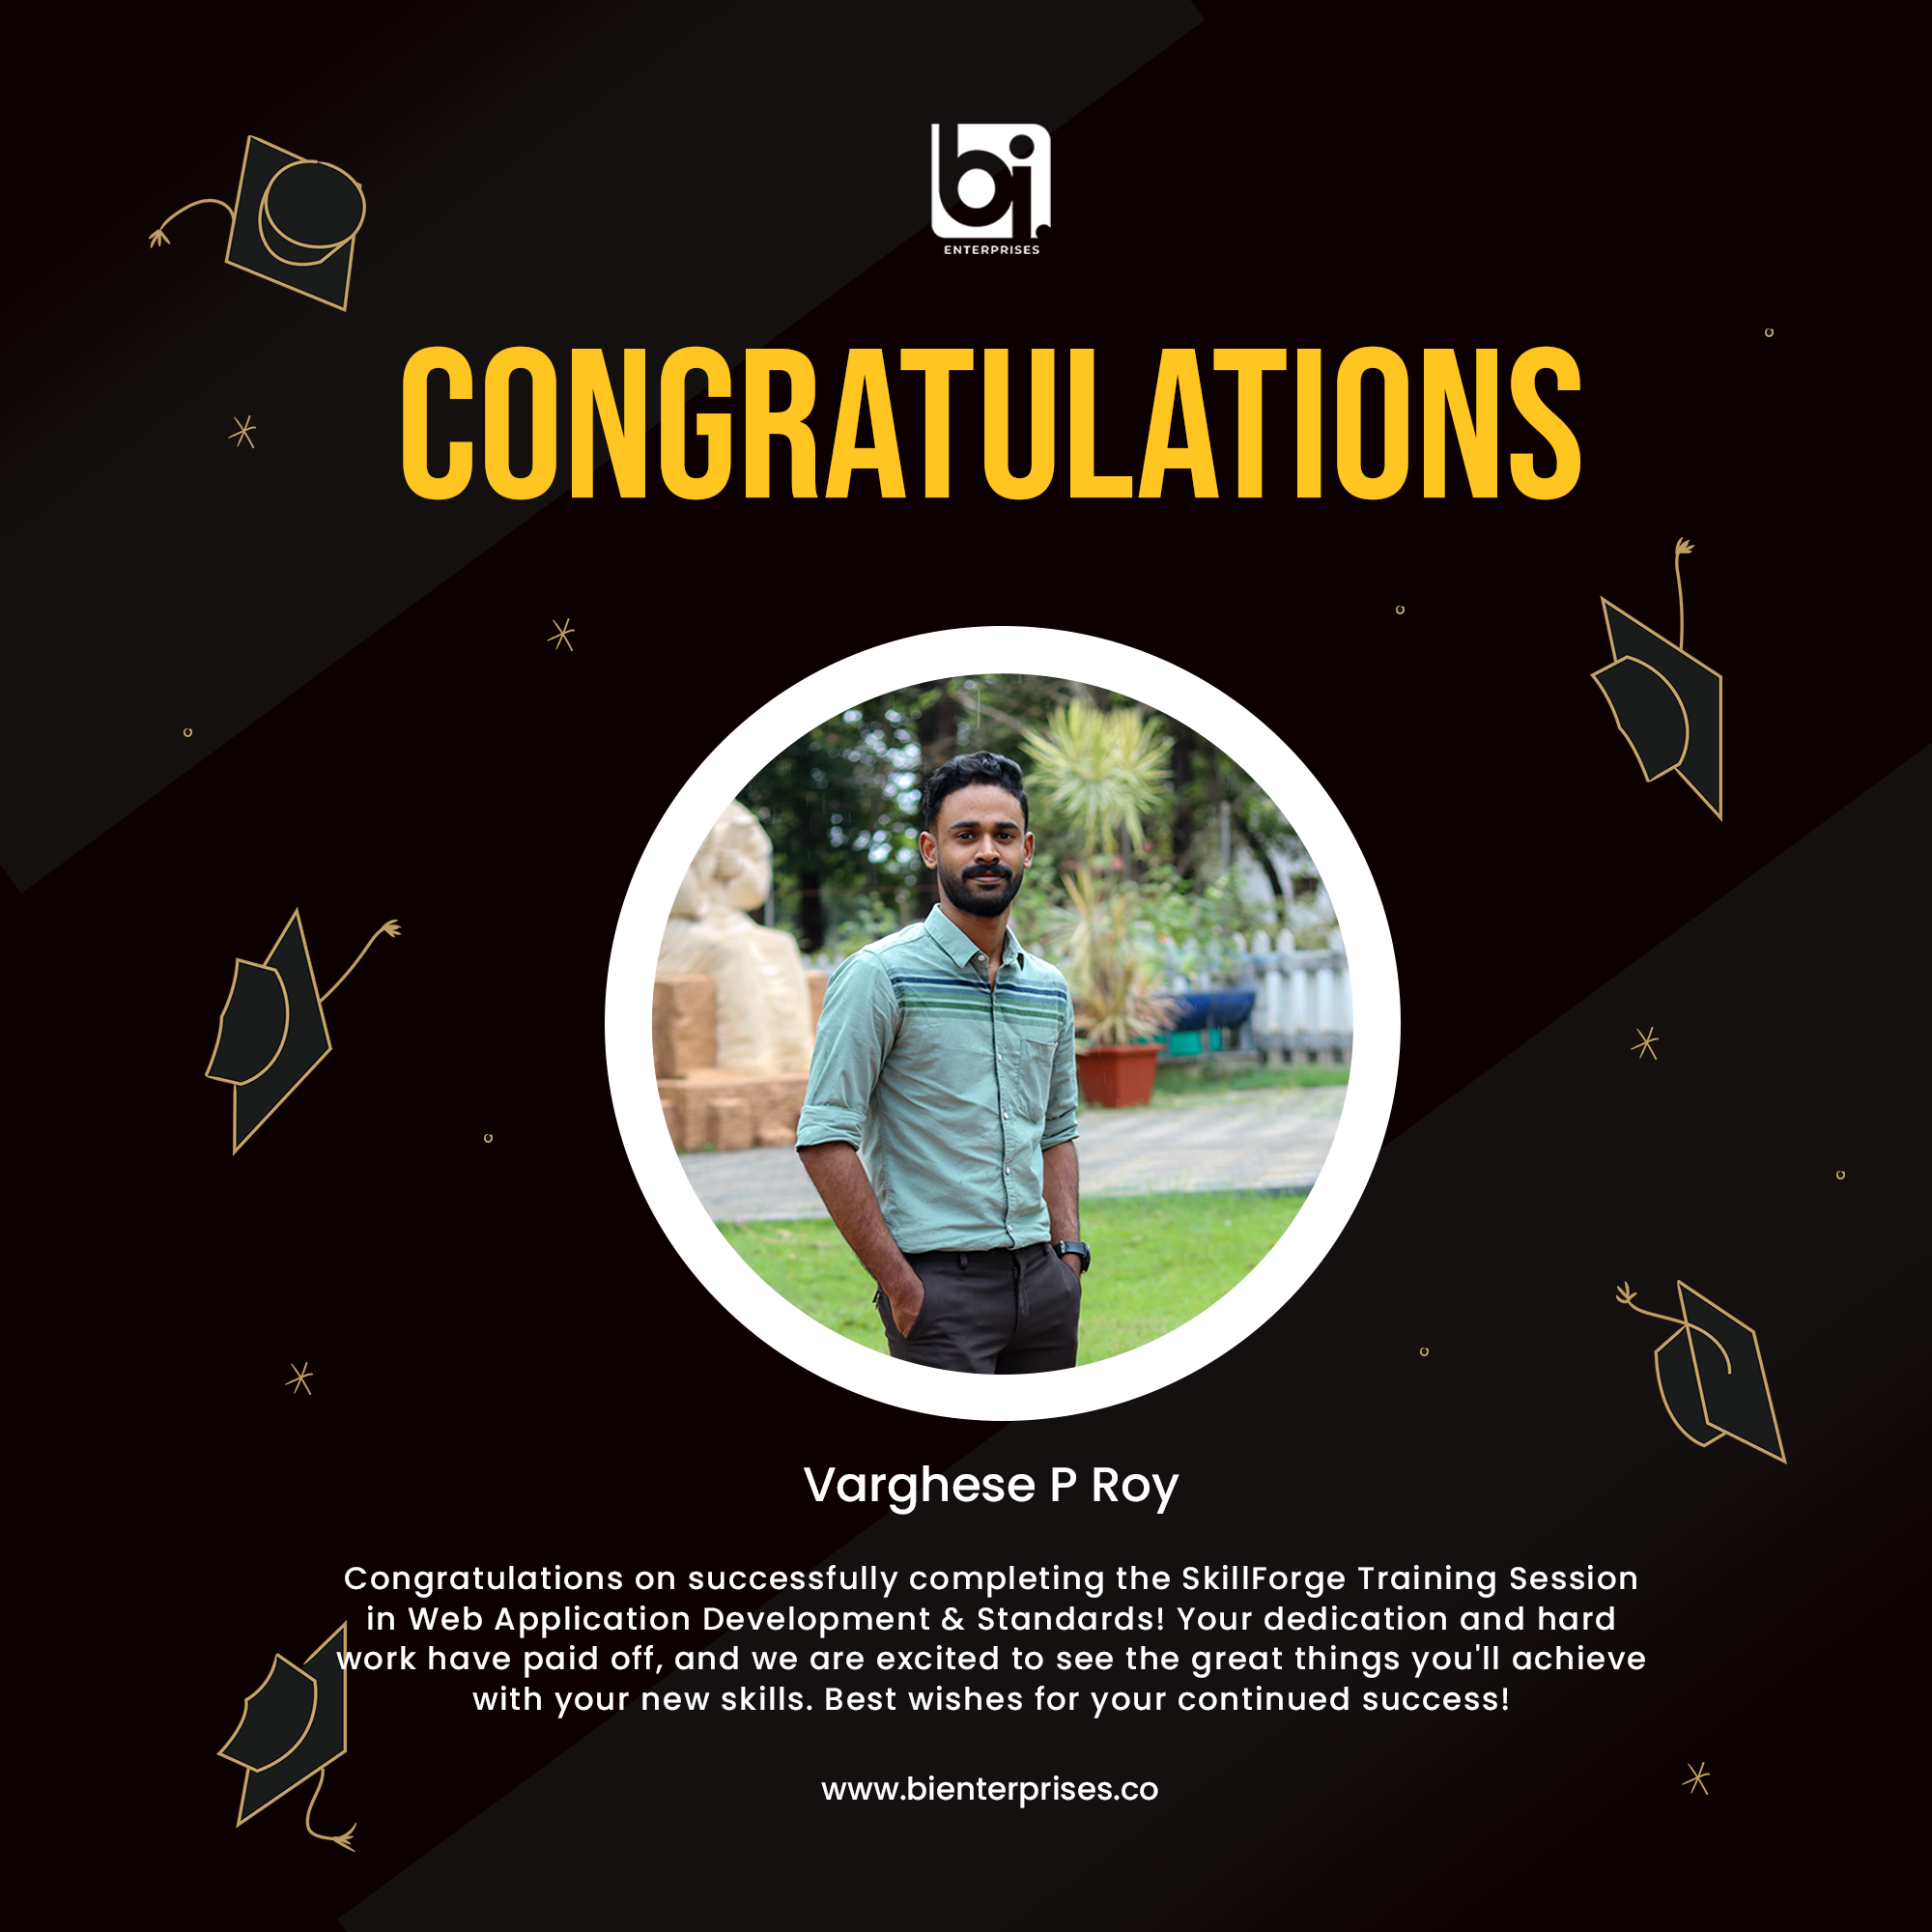 bi.
ENTERPRISES
CONGRATULATIONS
Varghese P Roy
Congratulations on successfully completing the SkillForge Training Session
in Web Application Development & Standards! Your dedication and hard
work have paid off, and we are excited to see the great things you'll achieve
with your new skills. Best wishes for your continued success!
www.bienterprises.co